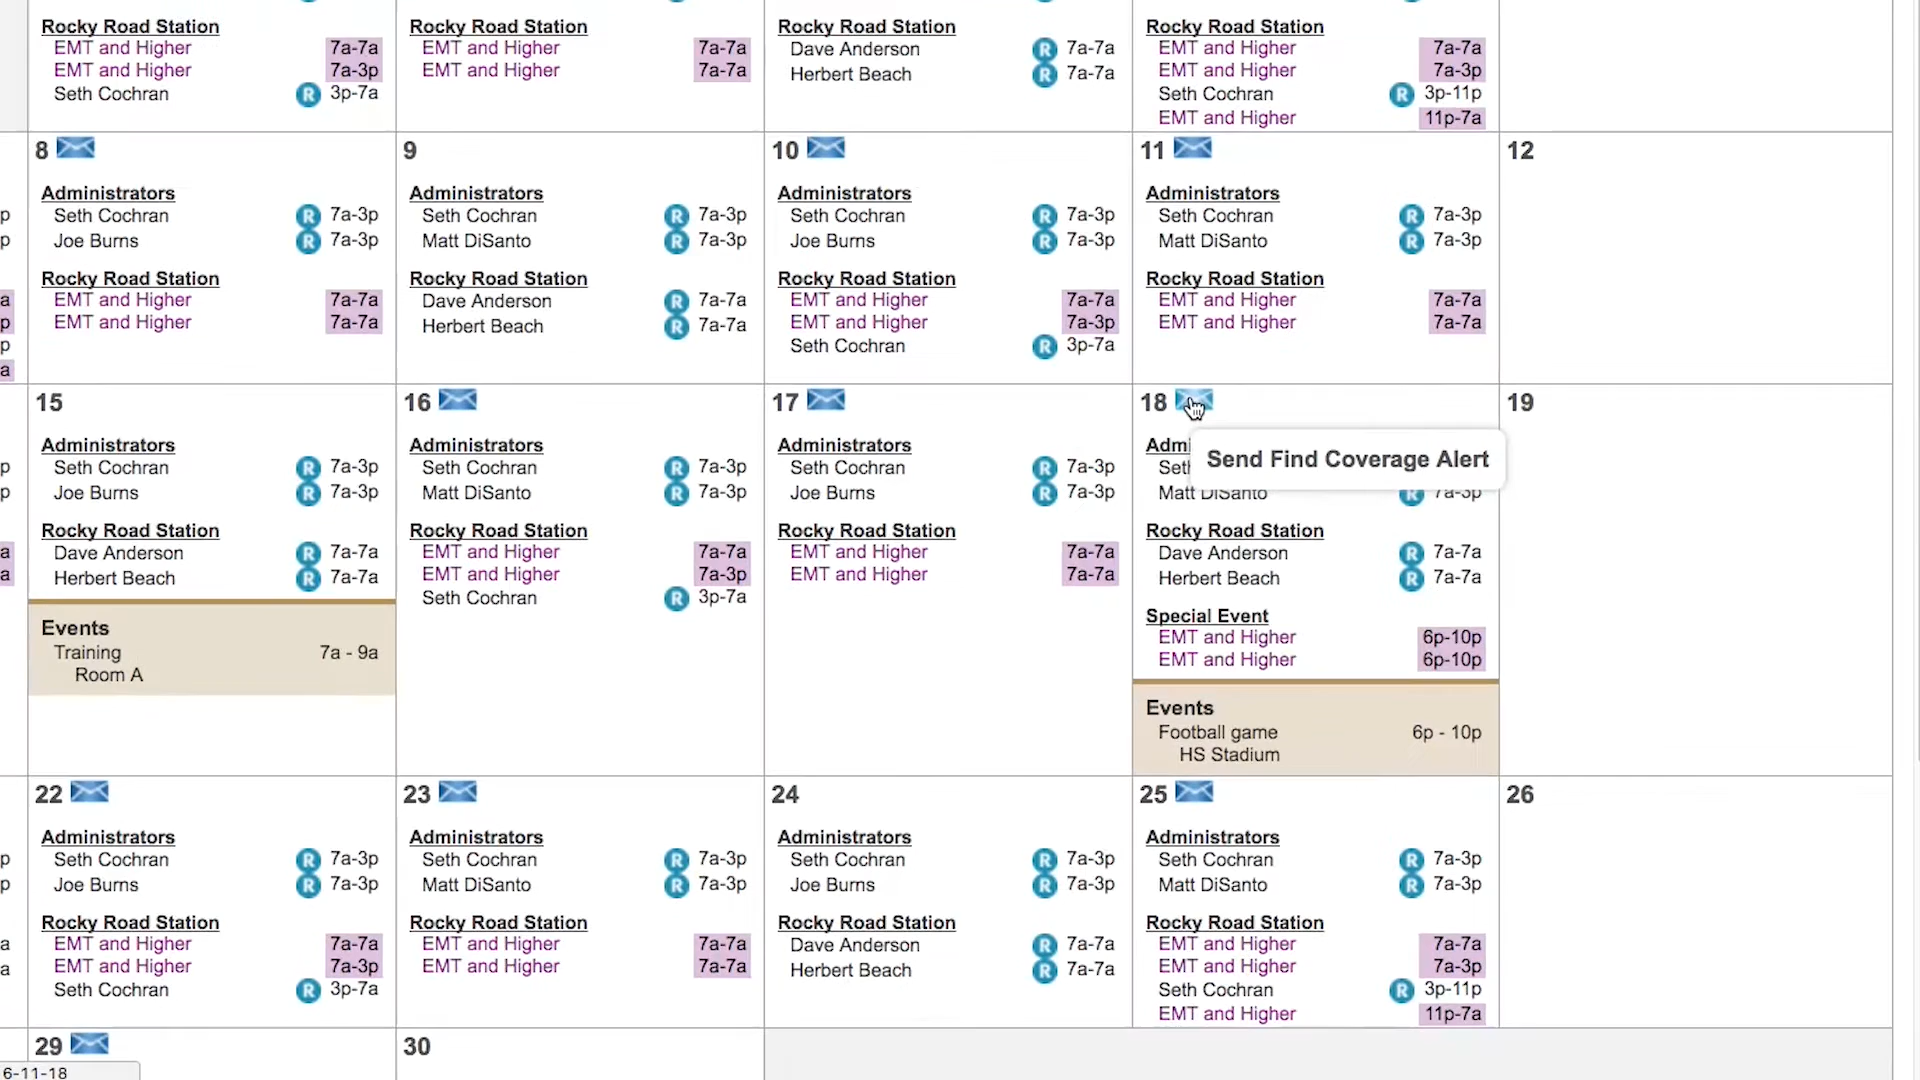 Rocky Road Station
EMT and Higher 7a-7a
EMT and Higher 7a-3p
Seth Cochran R 3p-7a
Rocky Road Station
EMT and Higher 7a-7a
EMT and Higher 7a-7a
Rocky Road Station
Dave Anderson R 7a-7a
Herbert Beach R 7a-7a
Rocky Road Station
EMT and Higher 7a-7a
EMT and Higher 7a-3p
Seth Cochran R 3p-11p
EMT and Higher 11p-7a
p
p
a
p
p
a
8
Administrators
Seth Cochran R 7a-3p
Joe Burns R 7a-3p
Rocky Road Station
EMT and Higher 7a-7a
EMT and Higher 7a-7a
9
Administrators
Seth Cochran R 7a-3p
Matt DiSanto R 7a-3p
Rocky Road Station
Dave Anderson R 7a-7a
Herbert Beach R 7a-7a
10
Administrators
Seth Cochran R 7a-3p
Joe Burns R 7a-3p
Rocky Road Station
EMT and Higher 7a-7a
EMT and Higher 7a-3p
Seth Cochran R 3p-7a
11
Administrators
Seth Cochran R 7a-3p
Matt DiSanto R 7a-3p
Rocky Road Station
EMT and Higher 7a-7a
EMT and Higher 7a-7a
12
p
p
a
a
15
Administrators
Seth Cochran R 7a-3p
Joe Burns R 7a-3p
Rocky Road Station
Dave Anderson R 7a-7a
Herbert Beach R 7a-7a
Events
Training 7a - 9a
Room A
16
Administrators
Seth Cochran R 7a-3p
Matt DiSanto R 7a-3p
Rocky Road Station
EMT and Higher 7a-7a
EMT and Higher 7a-3p
Seth Cochran R 3p-7a
17
Administrators
Seth Cochran R 7a-3p
Joe Burns R 7a-3p
Rocky Road Station
EMT and Higher 7a-7a
EMT and Higher 7a-7a
18
Send Find Coverage Alert
Admi
Seth
Matt DiSanto R 7a-3p
Rocky Road Station
Dave Anderson R 7a-7a
Herbert Beach R 7a-7a
Special Event
EMT and Higher 6p-10p
EMT and Higher 6p-10p
Events
Football game 6p - 10p
HS Stadium
19
p
p
a
a
22
Administrators
Seth Cochran R 7a-3p
Joe Burns R 7a-3p
Rocky Road Station
EMT and Higher 7a-7a
EMT and Higher 7a-3p
Seth Cochran R 3p-7a
23
Administrators
Seth Cochran R 7a-3p
Matt DiSanto R 7a-3p
Rocky Road Station
EMT and Higher 7a-7a
EMT and Higher 7a-7a
24
Administrators
Seth Cochran R 7a-3p
Joe Burns R 7a-3p
Rocky Road Station
Dave Anderson R 7a-7a
Herbert Beach R 7a-7a
25
Administrators
Seth Cochran R 7a-3p
Matt DiSanto R 7a-3p
Rocky Road Station
EMT and Higher 7a-7a
EMT and Higher 7a-3p
Seth Cochran R 3p-11p
EMT and Higher 11p-7a
26
29
30
6-11-18